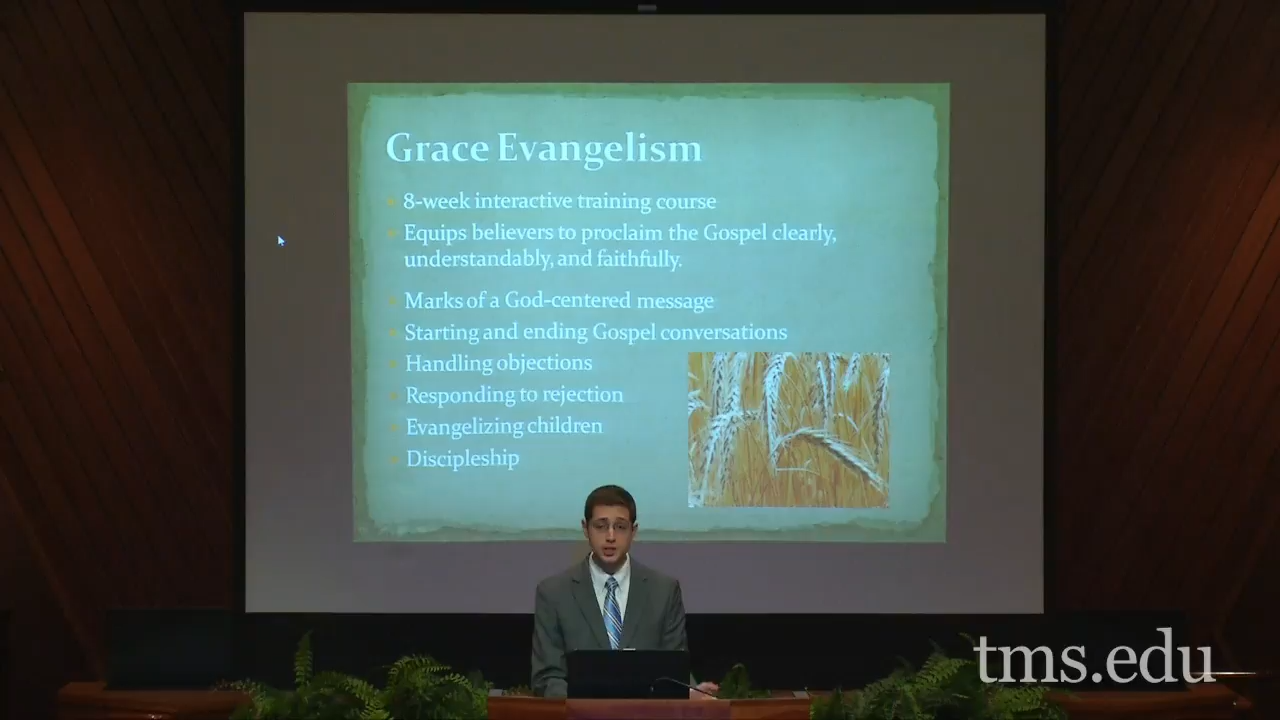 Grace Evangelism
8-week interactive training course
Equips believers to proclaim the Gospel clearly,
understandably, and faithfully.
Marks of a God-centered message
Starting and ending Gospel conversations
Handling objections
Responding to rejection
Evangelizing children
Discipleship
tms.edu